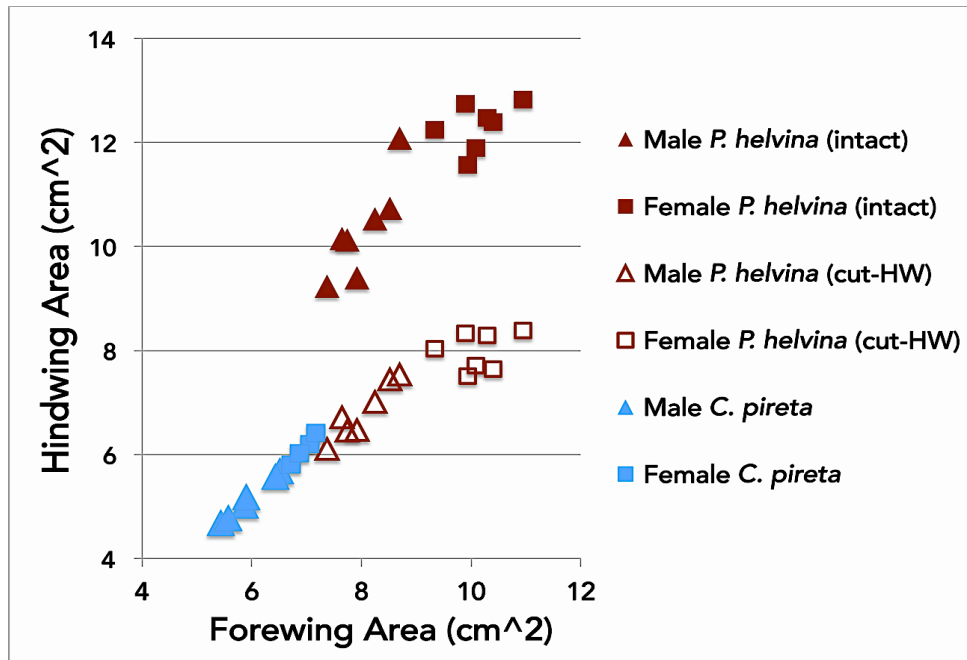 14
12
10
8
6
4
4 6 8 10 12
Hindwing Area (cm^2)
Forewing Area (cm^2)
Male P. helvina (intact)
Female P. helvina (intact)
Male P. helvina (cut-HW)
Female P. helvina (cut-HW)
Male C. pireta
Female C. pireta